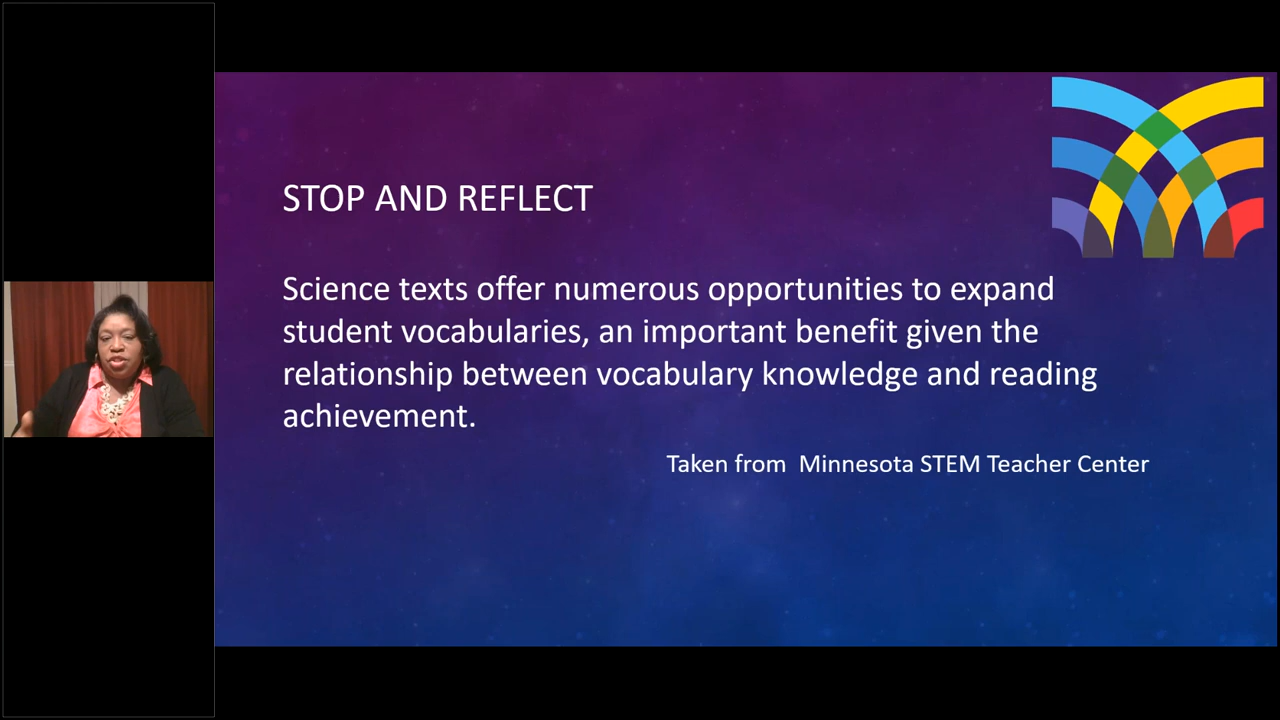 STOP AND REFLECT
Science texts offer numerous opportunities to expand
student vocabularies, an important benefit given the
relationship between vocabulary knowledge and reading
achievement.
Taken from  Minnesota STEM Teacher Center